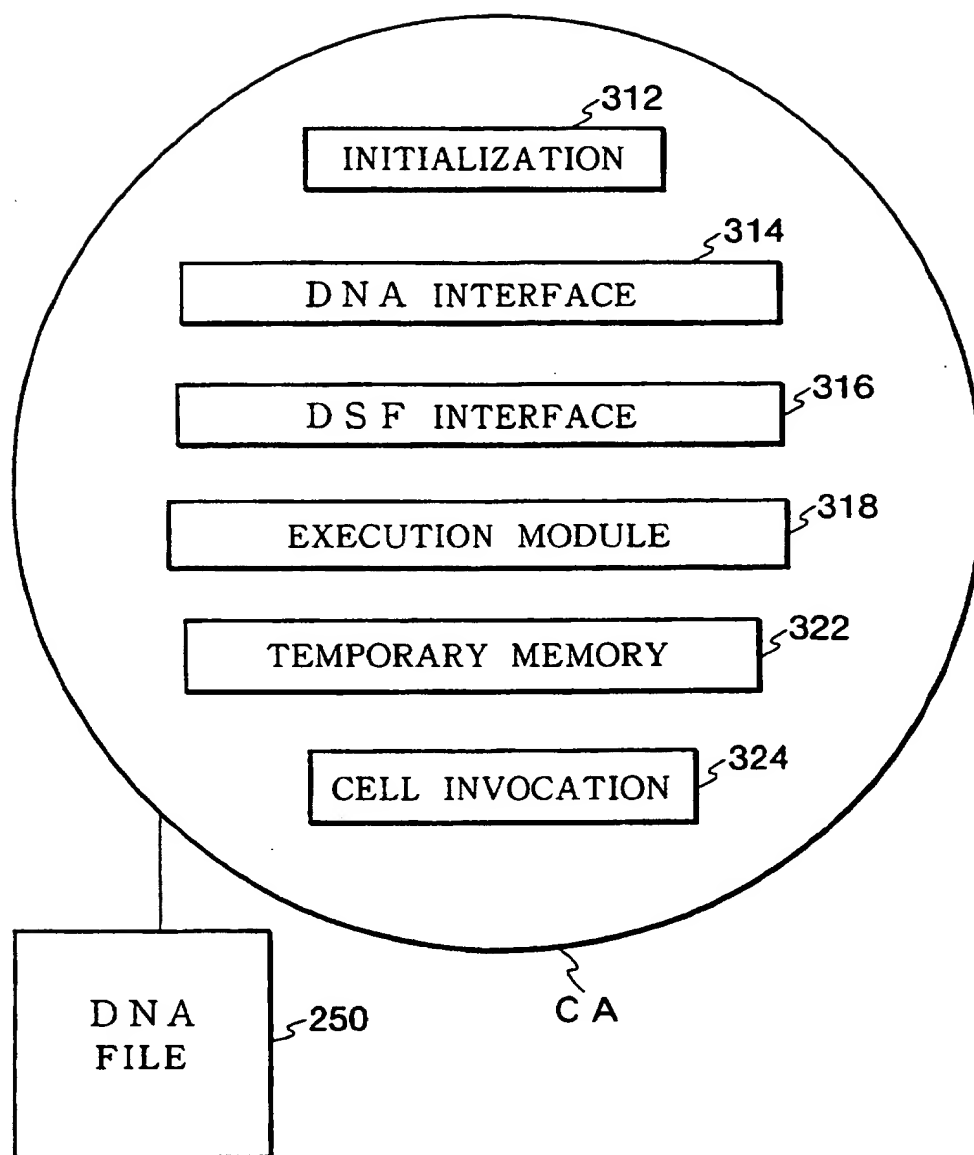 312
INITIALIZATION
314
DNA INTERFACE
316
DSF INTERFACE
318
EXECUTION MODULE
322
TEMPORARY MEMORY
324
CELL INVOCATION
CA
DNA
FILE
250